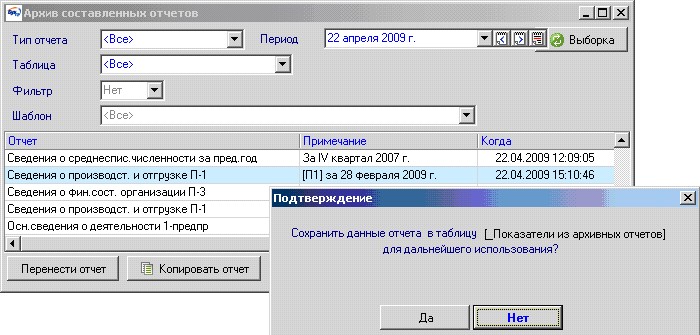 Архив составленных отчетов
Тип отчета <Все> Период 22 апреля 2009 г. Выборка
Таблица <Все>
Фильтр Нет
Шаблон <Все>
Отчет Примечание Когда
Сведения о среднеспис.численности за пред.год За IV квартал 2007 г. 22.04.2009 12:09:05
Сведения о производст. и отгрузке П-1 [П1] за 28 февраля 2009 г. 22.04.2009 15:10:46
Сведения о фин.сост. организации П-3
Сведения о производст. и отгрузке П-1
Осн.сведения о деятельности 1-предпр
Перенести отчет Копировать отчет
Подтверждение
Сохранить данные отчета в таблицу [_Показатели из архивных отчетов]
для дальнейшего использования?
Да Нет